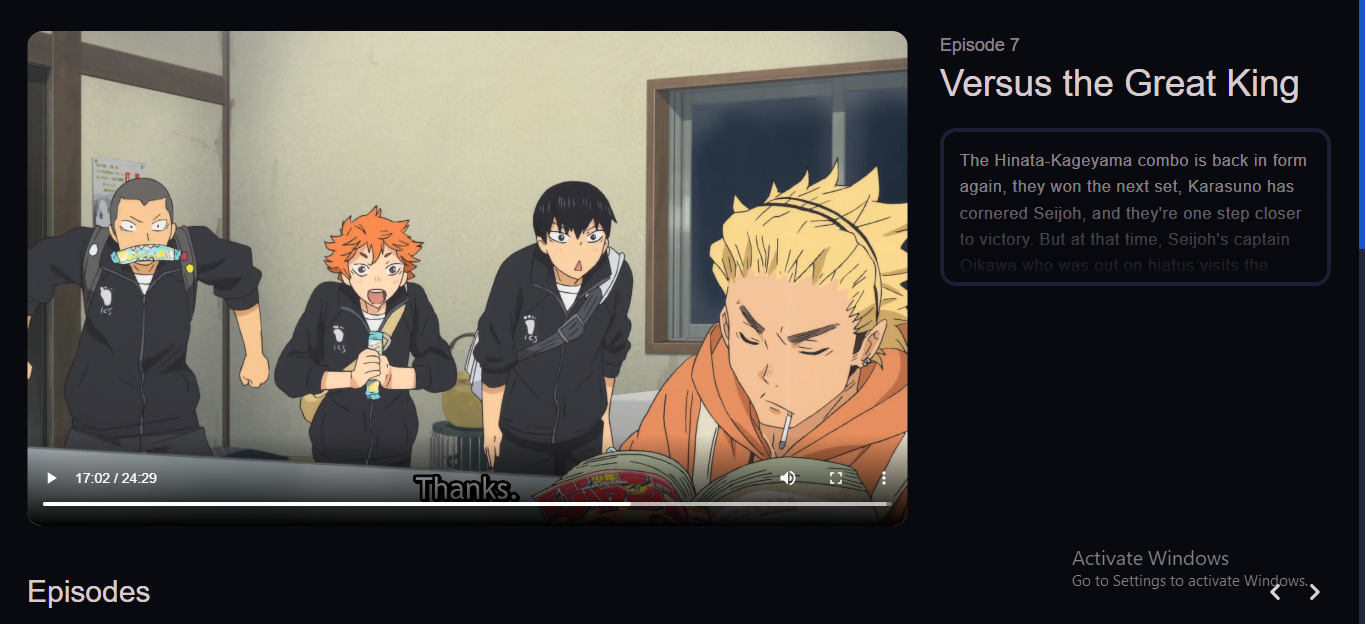 Episode 7
Versus the Great King
The Hinata-Kageyama combo is back in form
again, they won the next set, Karasuno has
cornered Seijoh, and they're one step closer
to victory. But at that time, Seijoh's captain
Oikawa who was out on hiatus visits the
17:02 / 24:29
Thanks.
Activate Windows
Go to Settings to activate Windows.
Episodes